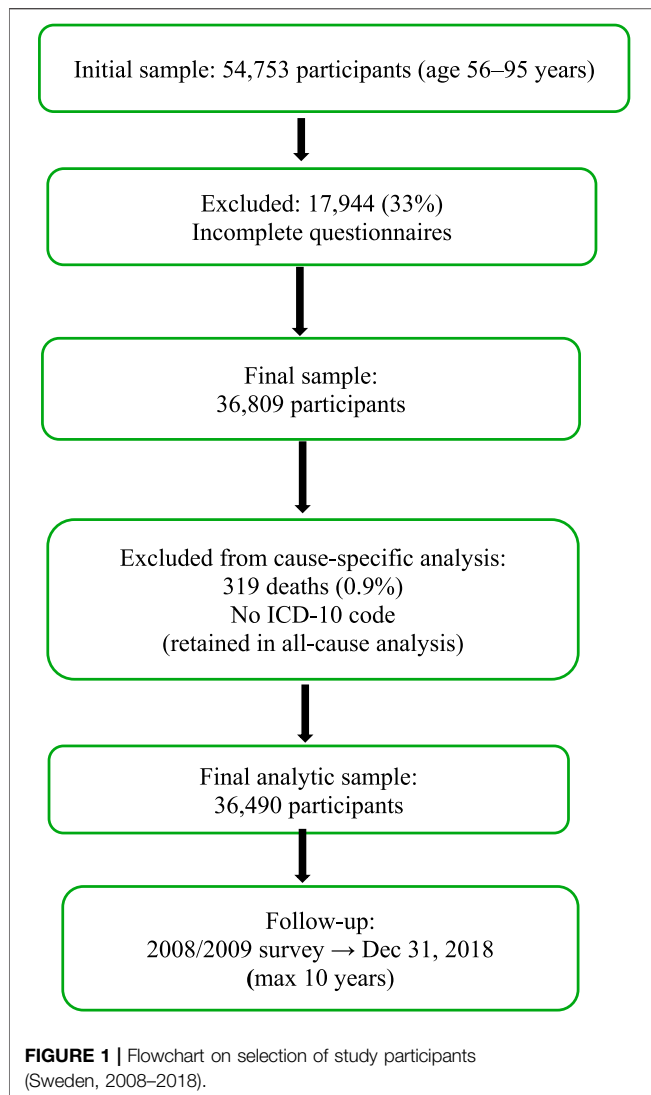 Initial sample: 54,753 participants (age 56–95 years)
Excluded: 17,944 (33%)
Incomplete questionnaires
Final sample:
36,809 participants
Excluded from cause-specific analysis:
319 deaths (0.9%)
No ICD-10 code
(retained in all-cause analysis)
Final analytic sample:
36,490 participants
Follow-up:
2008/2009 survey → Dec 31, 2018
(max 10 years)
FIGURE 1 | Flowchart on selection of study participants
(Sweden, 2008–2018).